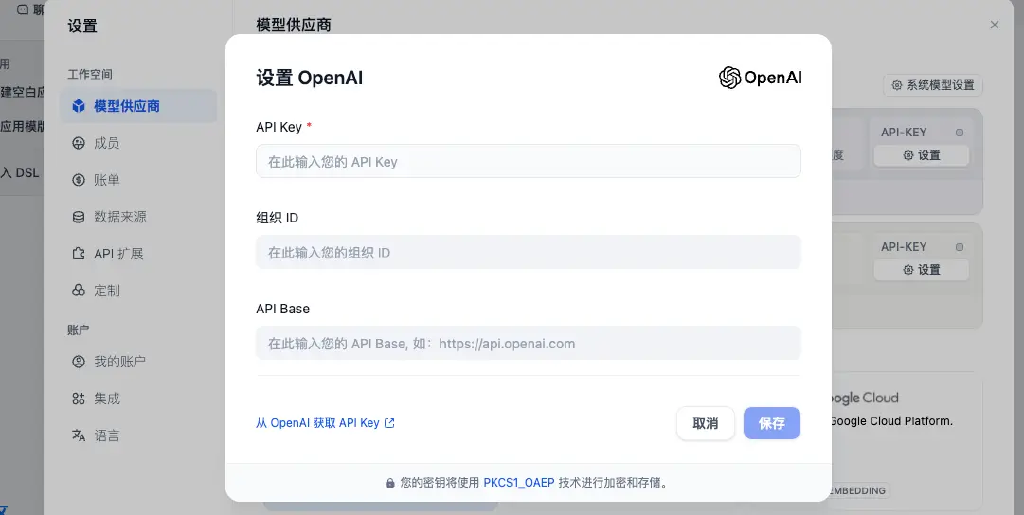 聊
设置
模型供应商
用
建空白应
应用模版
入 DSL
工作空间
模型供应商
成员
账单
数据来源
API 扩展
定制
账户
我的账户
集成
语言
系统模型设置
度
API-KEY
设置
API-KEY
设置
oogle Cloud
Google Cloud Platform.
EMBEDDING
设置 OpenAI
OpenAI
API Key *
在此输入您的 API Key
组织 ID
在此输入您的组织 ID
API Base
在此输入您的 API Base, 如：https://api.openai.com
从 OpenAI 获取 API Key
取消
保存
您的密钥将使用 PKCS1_OAEP 技术进行加密和存储。